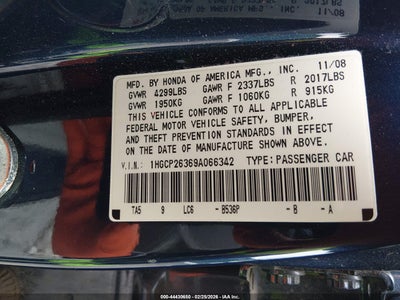 MFD. BY HONDA OF AMERICA MFG., INC. 11/08
GVWR 4299LBS GAWR F 2337LBS R 2017LBS
GVWR 1950KG GAWR F 1060KG R 915KG
THIS VEHICLE CONFORMS TO ALL APPLICABLE
FEDERAL MOTOR VEHICLE SAFETY, BUMPER,
AND THEFT PREVENTION STANDARDS IN EFFECT
ON THE DATE OF MANUFACTURE SHOWN ABOVE.
V.I.N.: 1HGCP26369A066342 TYPE: PASSENGER CAR
TA5 9 LC6 - B536P - B - A
000-44430650 - 02/25/2026 - IAA, Inc.